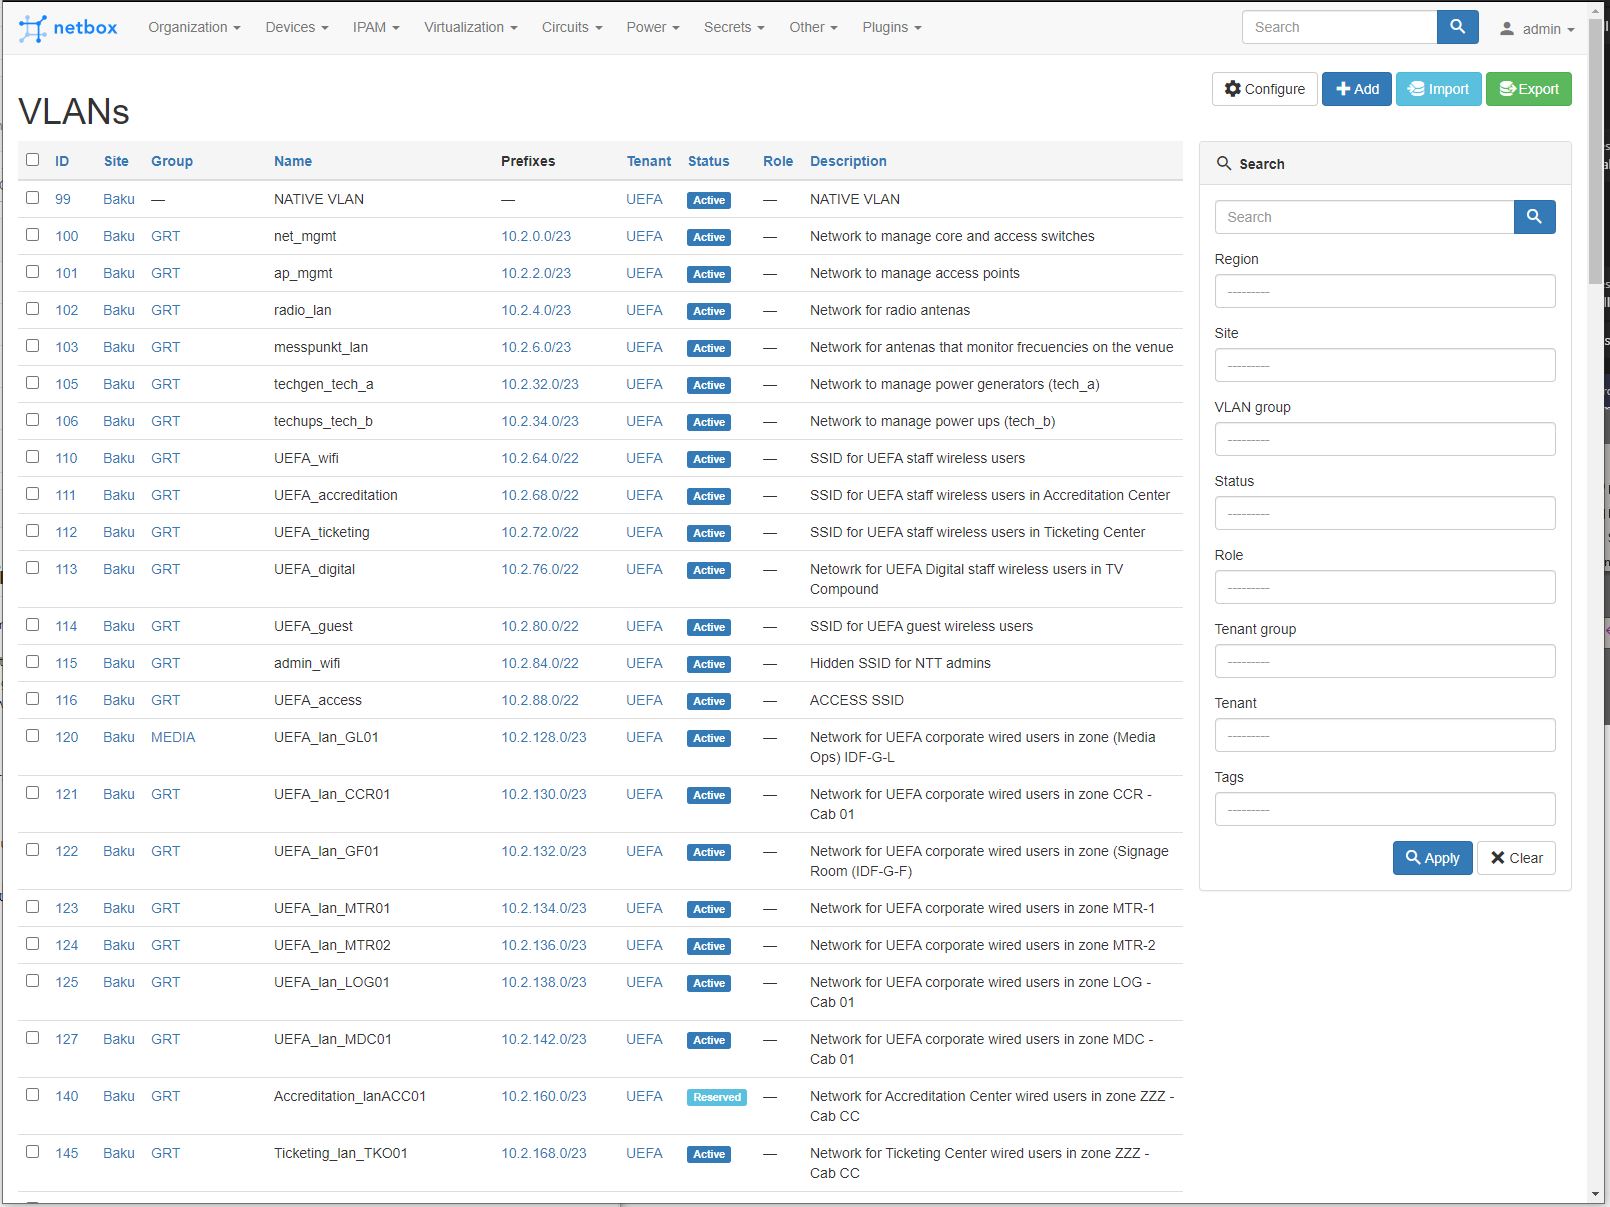 netbox Organization Devices IPAM Virtualization Circuits Power Secrets Other Plugins Search admin
Configure Add Import Export
VLANs
ID Site Group Name Prefixes Tenant Status Role Description
99 Baku — NATIVE VLAN — UEFA Active — NATIVE VLAN
100 Baku GRT net_mgmt 10.2.0.0/23 UEFA Active — Network to manage core and access switches
101 Baku GRT ap_mgmt 10.2.2.0/23 UEFA Active — Network to manage access points
102 Baku GRT radio_lan 10.2.4.0/23 UEFA Active — Network for radio antenas
103 Baku GRT messpunkt_lan 10.2.6.0/23 UEFA Active — Network for antenas that monitor frecuencies on the venue
105 Baku GRT techgen_tech_a 10.2.32.0/23 UEFA Active — Network to manage power generators (tech_a)
106 Baku GRT techups_tech_b 10.2.34.0/23 UEFA Active — Network to manage power ups (tech_b)
110 Baku GRT UEFA_wifi 10.2.64.0/22 UEFA Active — SSID for UEFA staff wireless users
111 Baku GRT UEFA_accreditation 10.2.68.0/22 UEFA Active — SSID for UEFA staff wireless users in Accreditation Center
112 Baku GRT UEFA_ticketing 10.2.72.0/22 UEFA Active — SSID for UEFA staff wireless users in Ticketing Center
113 Baku GRT UEFA_digital 10.2.76.0/22 UEFA Active — Netowrk for UEFA Digital staff wireless users in TV
Compound
114 Baku GRT UEFA_guest 10.2.80.0/22 UEFA Active — SSID for UEFA guest wireless users
115 Baku GRT admin_wifi 10.2.84.0/22 UEFA Active — Hidden SSID for NTT admins
116 Baku GRT UEFA_access 10.2.88.0/22 UEFA Active — ACCESS SSID
120 Baku MEDIA UEFA_lan_GL01 10.2.128.0/23 UEFA Active — Network for UEFA corporate wired users in zone (Media
Ops) IDF-G-L
121 Baku GRT UEFA_lan_CCR01 10.2.130.0/23 UEFA Active — Network for UEFA corporate wired users in zone CCR -
Cab 01
122 Baku GRT UEFA_lan_GF01 10.2.132.0/23 UEFA Active — Network for UEFA corporate wired users in zone (Signage
Room (IDF-G-F)
123 Baku GRT UEFA_lan_MTR01 10.2.134.0/23 UEFA Active — Network for UEFA corporate wired users in zone MTR-1
124 Baku GRT UEFA_lan_MTR02 10.2.136.0/23 UEFA Active — Network for UEFA corporate wired users in zone MTR-2
125 Baku GRT UEFA_lan_LOG01 10.2.138.0/23 UEFA Active — Network for UEFA corporate wired users in zone LOG -
Cab 01
127 Baku GRT UEFA_lan_MDC01 10.2.142.0/23 UEFA Active — Network for UEFA corporate wired users in zone MDC -
Cab 01
140 Baku GRT Accreditation_lanACC01 10.2.160.0/23 UEFA Reserved — Network for Accreditation Center wired users in zone ZZZ -
Cab CC
145 Baku GRT Ticketing_lan_TKO01 10.2.168.0/23 UEFA Active — Network for Ticketing Center wired users in zone ZZZ -
Cab CC
Search
Search
Region
---------
Site
---------
VLAN group
---------
Status
---------
Role
---------
Tenant group
---------
Tenant
---------
Tags
---------
Apply Clear